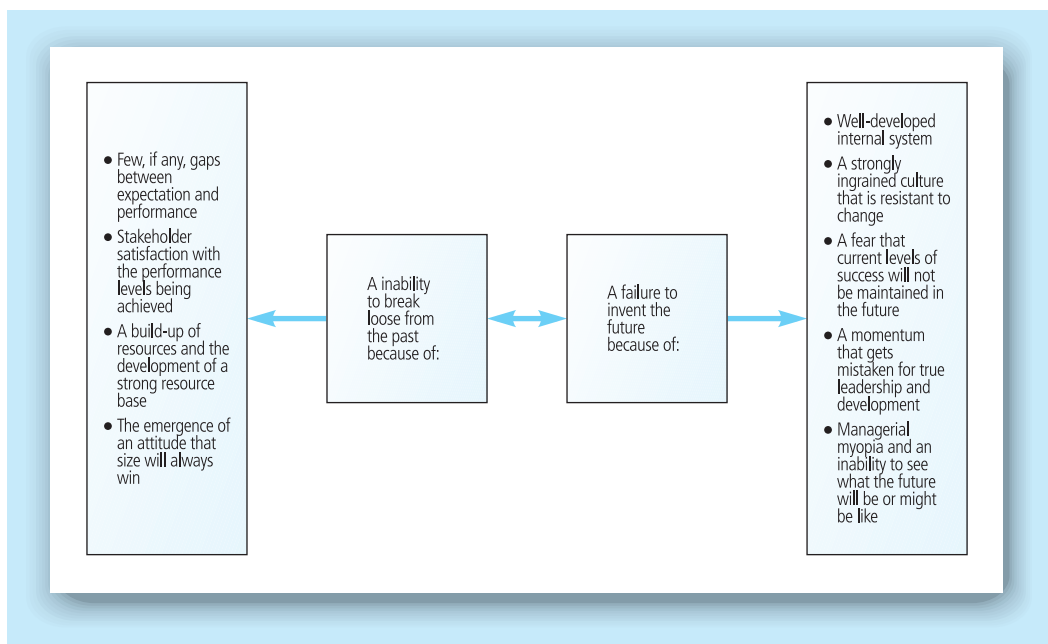 ● Few, if any, gaps
between
expectation and
performance
● Stakeholder
satisfaction with
the performance
levels being
achieved
● A build-up of
resources and the
development of a
strong resource
base
● The emergence of
an attitude that
size will always
win
A inability
to break
loose from
the past
because of:
A failure to
invent the
future
because of:
● Well-developed
internal system
● A strongly
ingrained culture
that is resistant to
change
● A fear that
current levels of
success will not
be maintained in
the future
● A momentum
that gets
mistaken for true
leadership and
development
● Managerial
myopia and an
inability to see
what the future
will be or might
be like